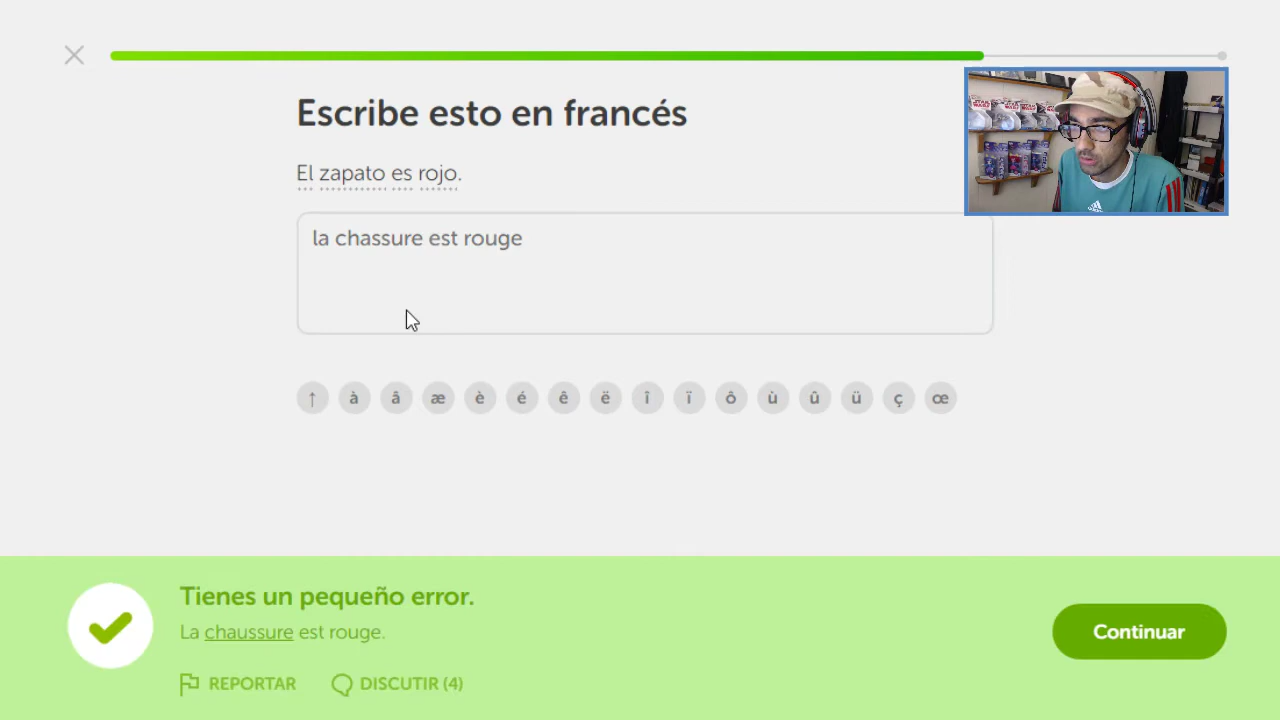 Escribe esto en francés
El zapato es rojo.
la chassure est rouge
↑ à â æ è é ê ë î ï ô ù û ü ç œ
Tienes un pequeño error.
La chaussure est rouge.
Continuar
REPORTAR DISCUTIR (4)